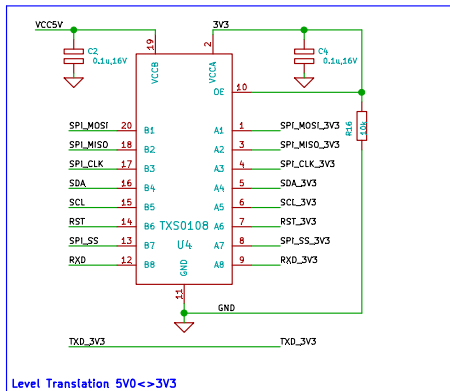 VCC5V
3V3
C2
0.1u,16V
C4
0.1u,16V
19
2
VCCB
VCCA
OE
10
R16
10k
SPI_MOSI 20 B1 A1 1 SPI_MOSI_3V3
SPI_MISO 18 B2 A2 3 SPI_MISO_3V3
SPI_CLK 17 B3 A3 4 SPI_CLK_3V3
SDA 16 B4 A4 5 SDA_3V3
SCL 15 B5 A5 6 SCL_3V3
RST 14 B6 TXS0108 A6 7 RST_3V3
SPI_SS 13 B7 U4 A7 8 SPI_SS_3V3
RXD 12 B8 A8 9 RXD_3V3
GND
11
GND
TXD_3V3 TXD_3V3
Level Translation 5V0<>3V3